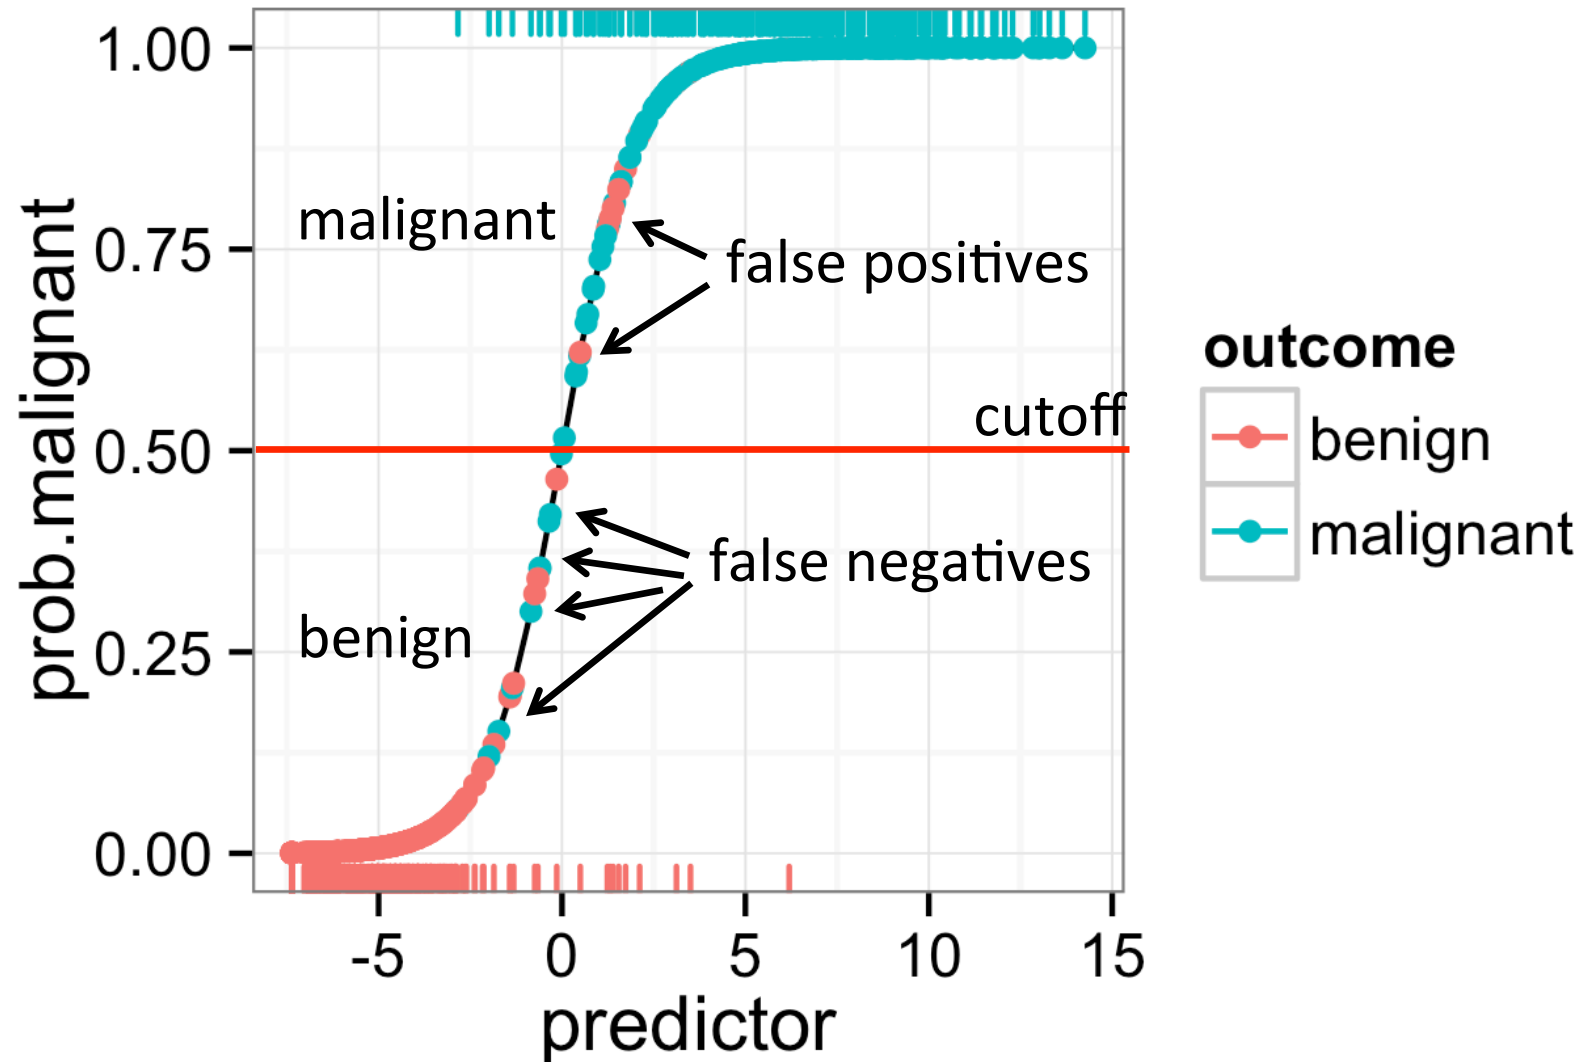 1.00
0.75
0.50
0.25
0.00
prob.malignant
malignant
false positives
cutoff
false negatives
benign
-5 0 5 10 15
predictor
outcome
benign
malignant